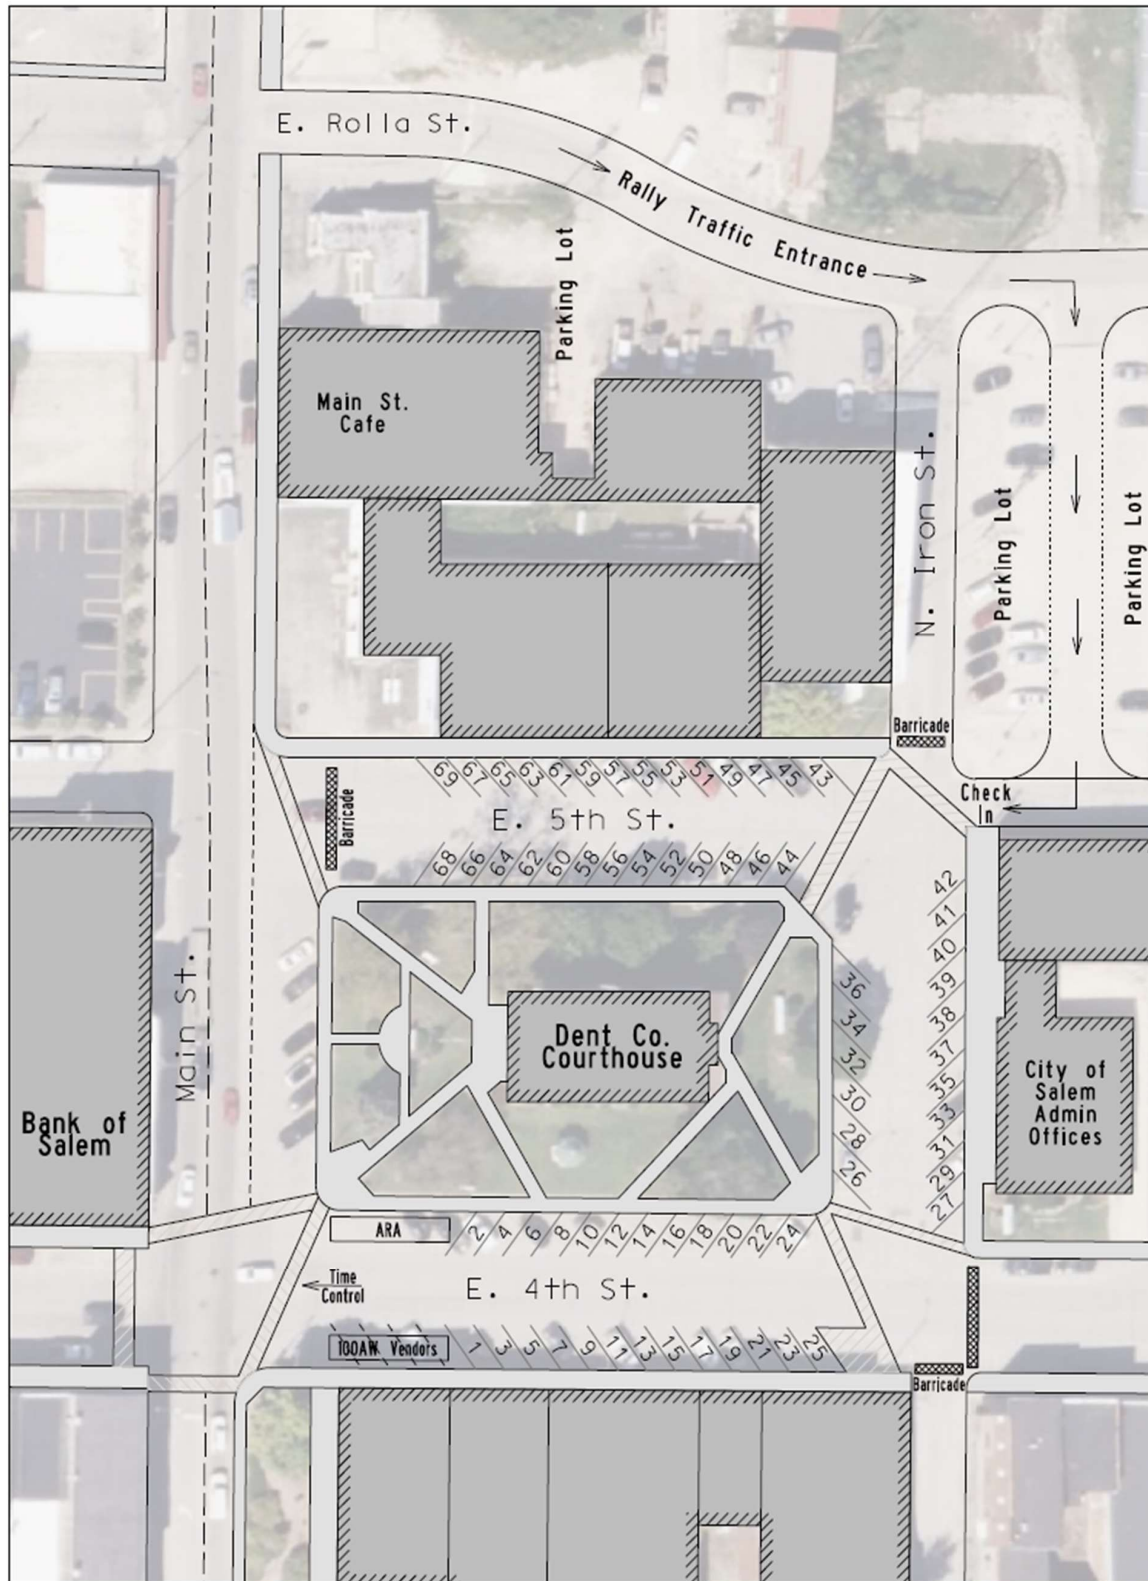 E. Rolla St.
Rally Traffic Entrance
Parking Lot
Main St.
Cafe
N. Iron St.
Parking Lot
Parking Lot
Barricade
Check
In
69 67 65 63 61 59 57 55 53 51 49 47 45 43
Barricade
E. 5th St.
68 66 64 62 60 58 56 54 52 50 48 46 44
42
41
40
39
38
37
35
33
31
29
27
36
34
32
30
28
26
Main St.
Dent Co.
Courthouse
City of
Salem
Admin
Offices
Bank of
Salem
ARA
2 4 6 8 10 12 14 16 18 20 22 24
Time
Control
E. 4th St.
100AW Vendors
1 3 5 7 9 11 13 15 17 19 21 23 25
Barricade